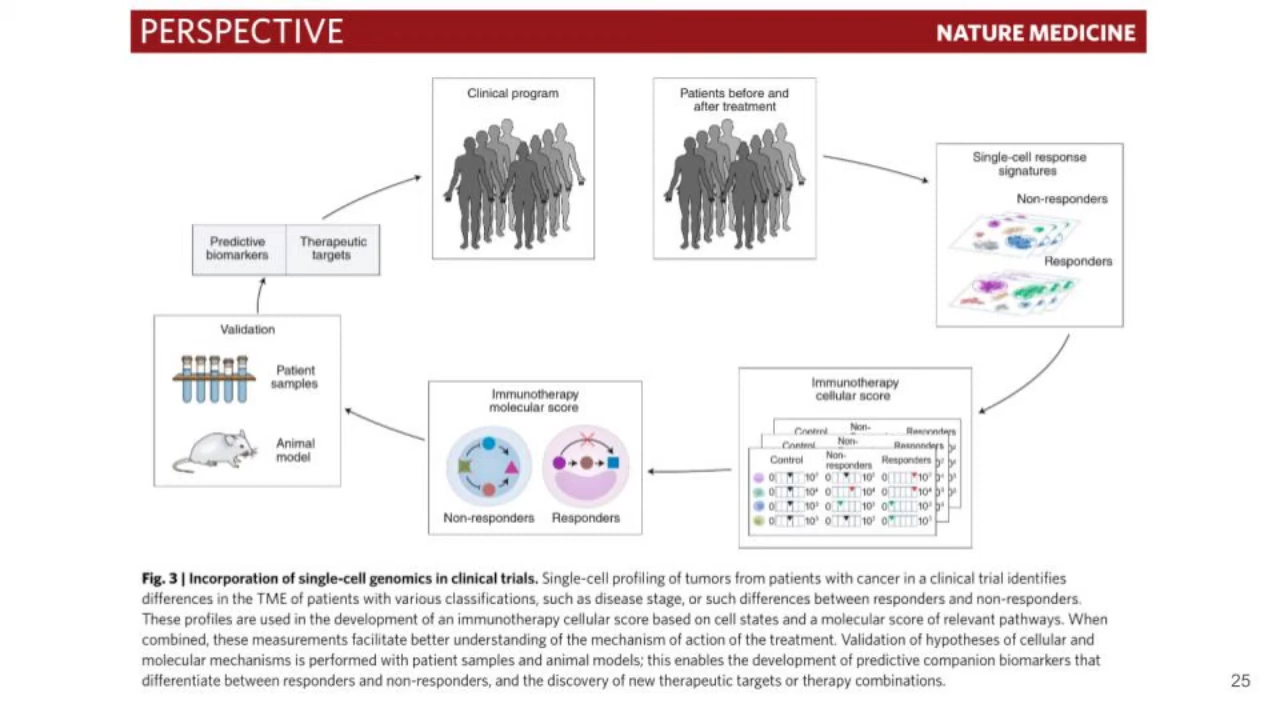 PERSPECTIVE
NATURE MEDICINE
Clinical program
Patients before and
after treatment
Single-cell response
signatures
Non-responders
Responders
Predictive
biomarkers
Therapeutic
targets
Validation
Patient
samples
Animal
model
Immunotherapy
molecular score
Non-responders
Responders
Immunotherapy
cellular score
Control
Non-
Responders
Control
Non-
Responders
Control
Non-
responders
Responders
Fig. 3 | Incorporation of single-cell genomics in clinical trials. Single-cell profiling of tumors from patients with cancer in a clinical trial identifies
differences in the TME of patients with various classifications, such as disease stage, or such differences between responders and non-responders.
These profiles are used in the development of an immunotherapy cellular score based on cell states and a molecular score of relevant pathways. When
combined, these measurements facilitate better understanding of the mechanism of action of the treatment. Validation of hypotheses of cellular and
molecular mechanisms is performed with patient samples and animal models; this enables the development of predictive companion biomarkers that
differentiate between responders and non-responders, and the discovery of new therapeutic targets or therapy combinations.
25